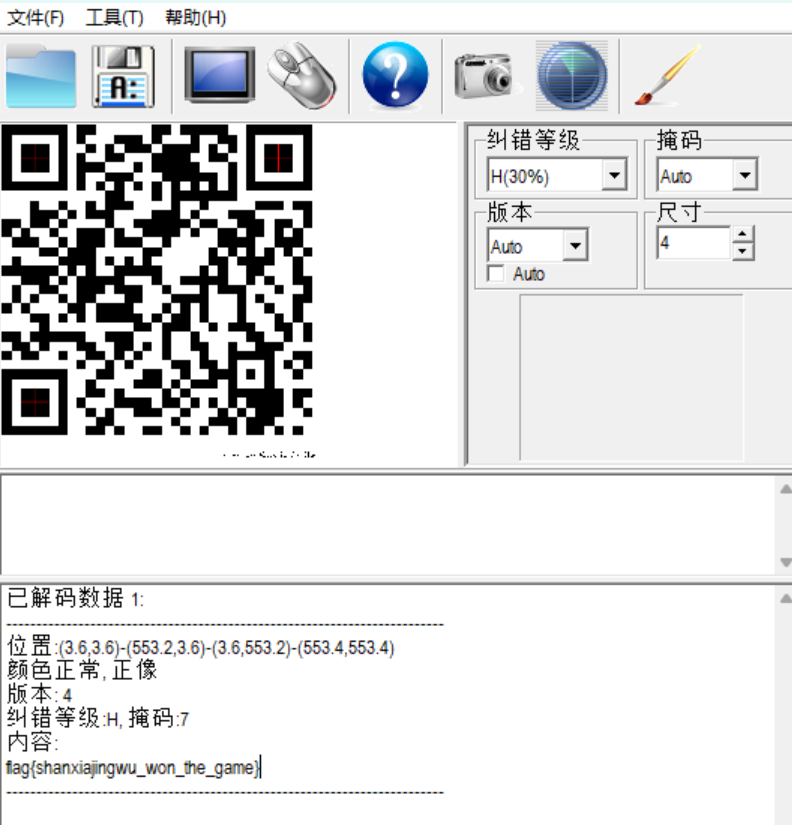 文件(F) 工具(T) 帮助(H)
A:
?
纠错等级 掩码
H(30%) Auto
版本 尺寸
Auto 4
Auto
已解码数据 1:
位置:(3.6,3.6)-(553.2,3.6)-(3.6,553.2)-(553.4,553.4)
颜色正常, 正像
版本: 4
纠错等级:H, 掩码:7
内容:
flag{shanxiajingwu_won_the_game}